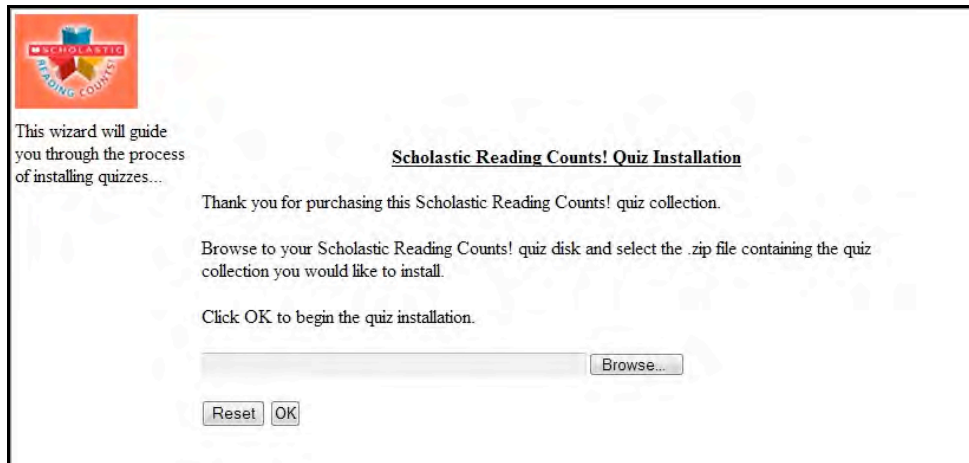 SCHOLASTIC
READING COUNTS!
This wizard will guide
you through the process
of installing quizzes...
Scholastic Reading Counts! Quiz Installation
Thank you for purchasing this Scholastic Reading Counts! quiz collection.
Browse to your Scholastic Reading Counts! quiz disk and select the .zip file containing the quiz
collection you would like to install.
Click OK to begin the quiz installation.
Browse...
Reset OK